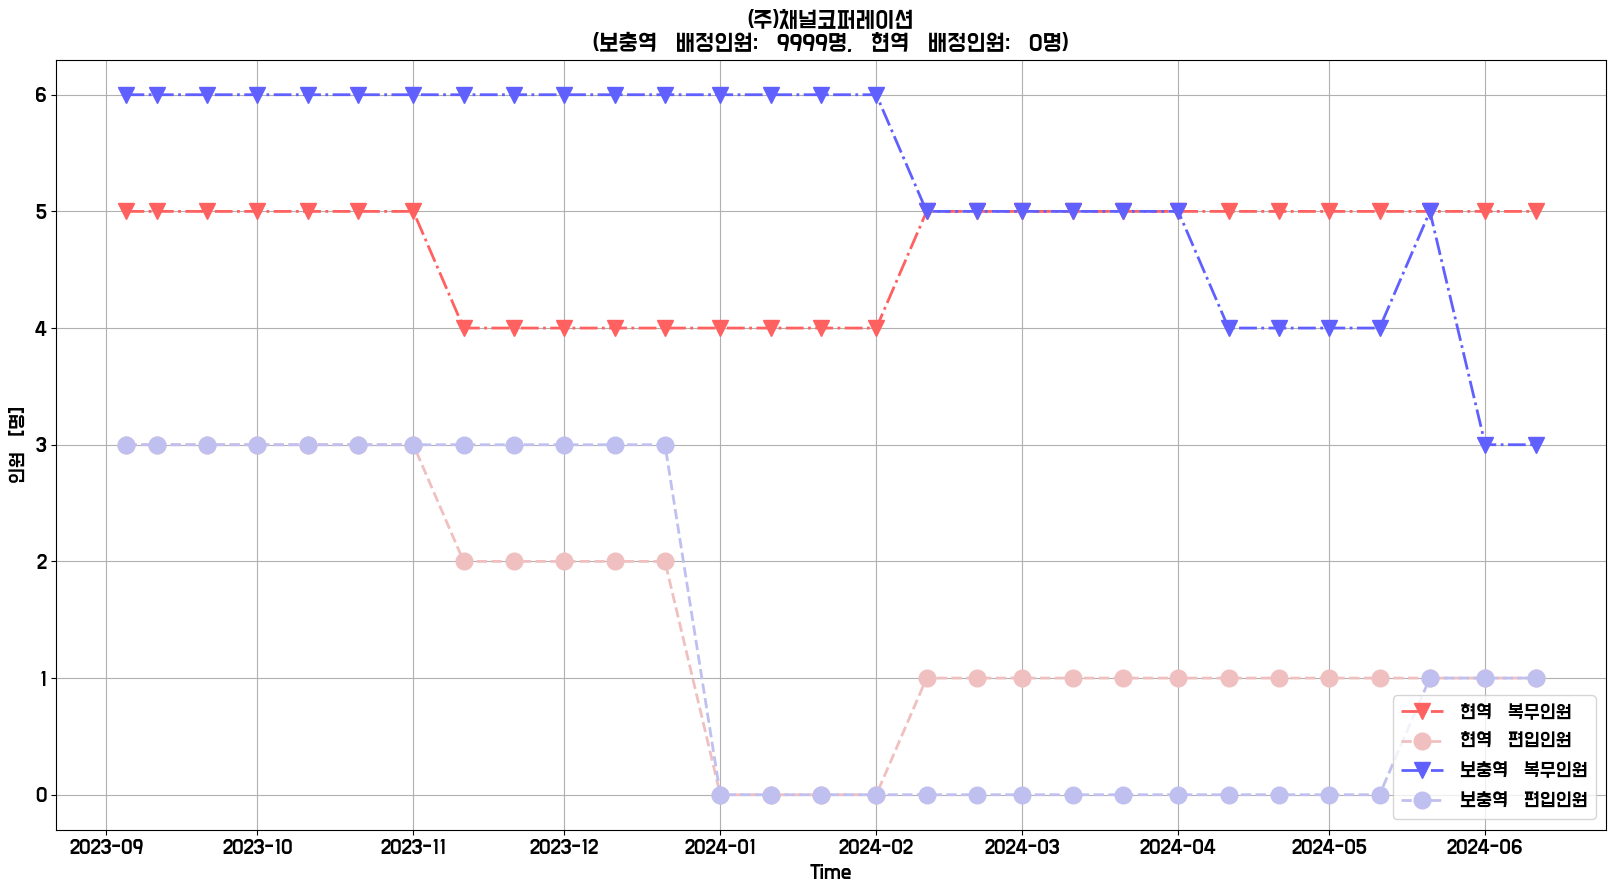 (주)채널코퍼레이션
(보충역 배정인원: 9999명, 현역 배정인원: 0명)
6
5
4
3
2
1
0
인원 [명]
2023-09 2023-10 2023-11 2023-12 2024-01 2024-02 2024-03 2024-04 2024-05 2024-06
Time
현역 복무인원
현역 편입인원
보충역 복무인원
보충역 편입인원